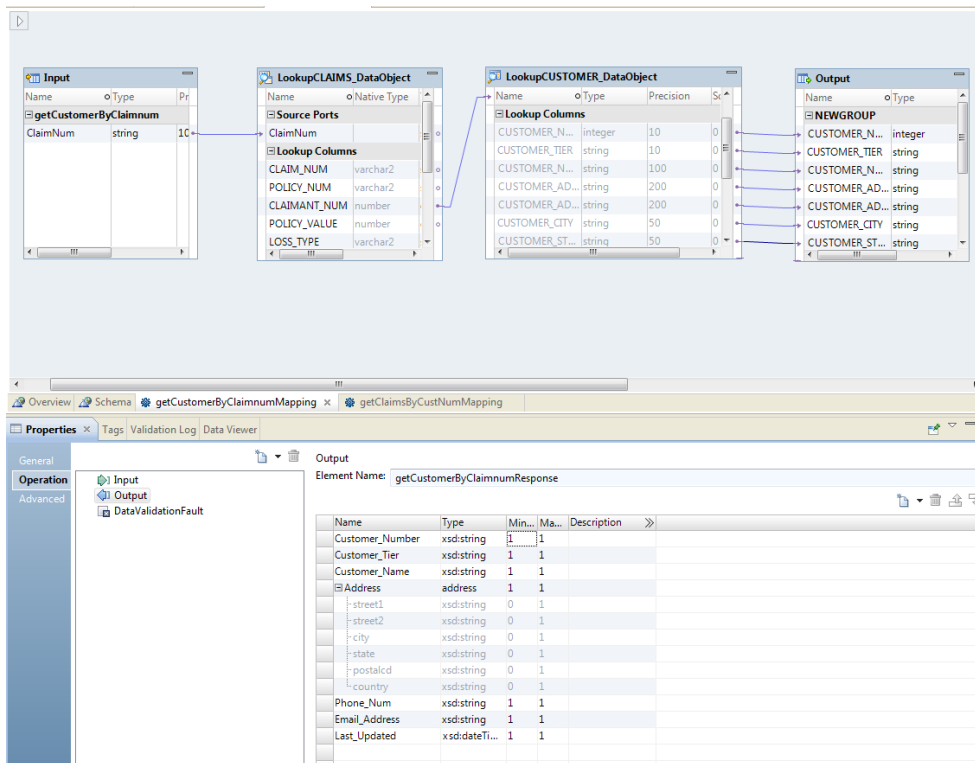 Input
Name Type Pr
getCustomerByClaimnum
ClaimNum string 10
LookupCLAIMS_DataObject
Name Native Type
Source Ports
ClaimNum
Lookup Columns
CLAIM_NUM varchar2
POLICY_NUM varchar2
CLAIMANT_NUM number
POLICY_VALUE number
LOSS_TYPE varchar2
LookupCUSTOMER_DataObject
Name Type Precision Sc
Lookup Columns
CUSTOMER_N... integer 10 0
CUSTOMER_TIER string 10 0
CUSTOMER_N... string 100 0
CUSTOMER_AD... string 200 0
CUSTOMER_AD... string 200 0
CUSTOMER_CITY string 50 0
CUSTOMER_ST... string 50 0
Output
Name Type
NEWGROUP
CUSTOMER_N... integer
CUSTOMER_TIER string
CUSTOMER_N... string
CUSTOMER_AD... string
CUSTOMER_AD... string
CUSTOMER_CITY string
CUSTOMER_ST... string
Overview Schema getCustomerByClaimnumMapping getClaimsByCustNumMapping
Properties Tags Validation Log Data Viewer
General
Operation
Advanced
Input
Output
DataValidationFault
Output
Element Name: getCustomerByClaimnumResponse
Name Type Min... Ma... Description
Customer_Number xsd:string 1 1
Customer_Tier xsd:string 1 1
Customer_Name xsd:string 1 1
Address address 1 1
street1 xsd:string 0 1
street2 xsd:string 0 1
city xsd:string 0 1
state xsd:string 0 1
postalcd xsd:string 0 1
country xsd:string 0 1
Phone_Num xsd:string 1 1
Email_Address xsd:string 1 1
Last_Updated xsd:dateTi... 1 1